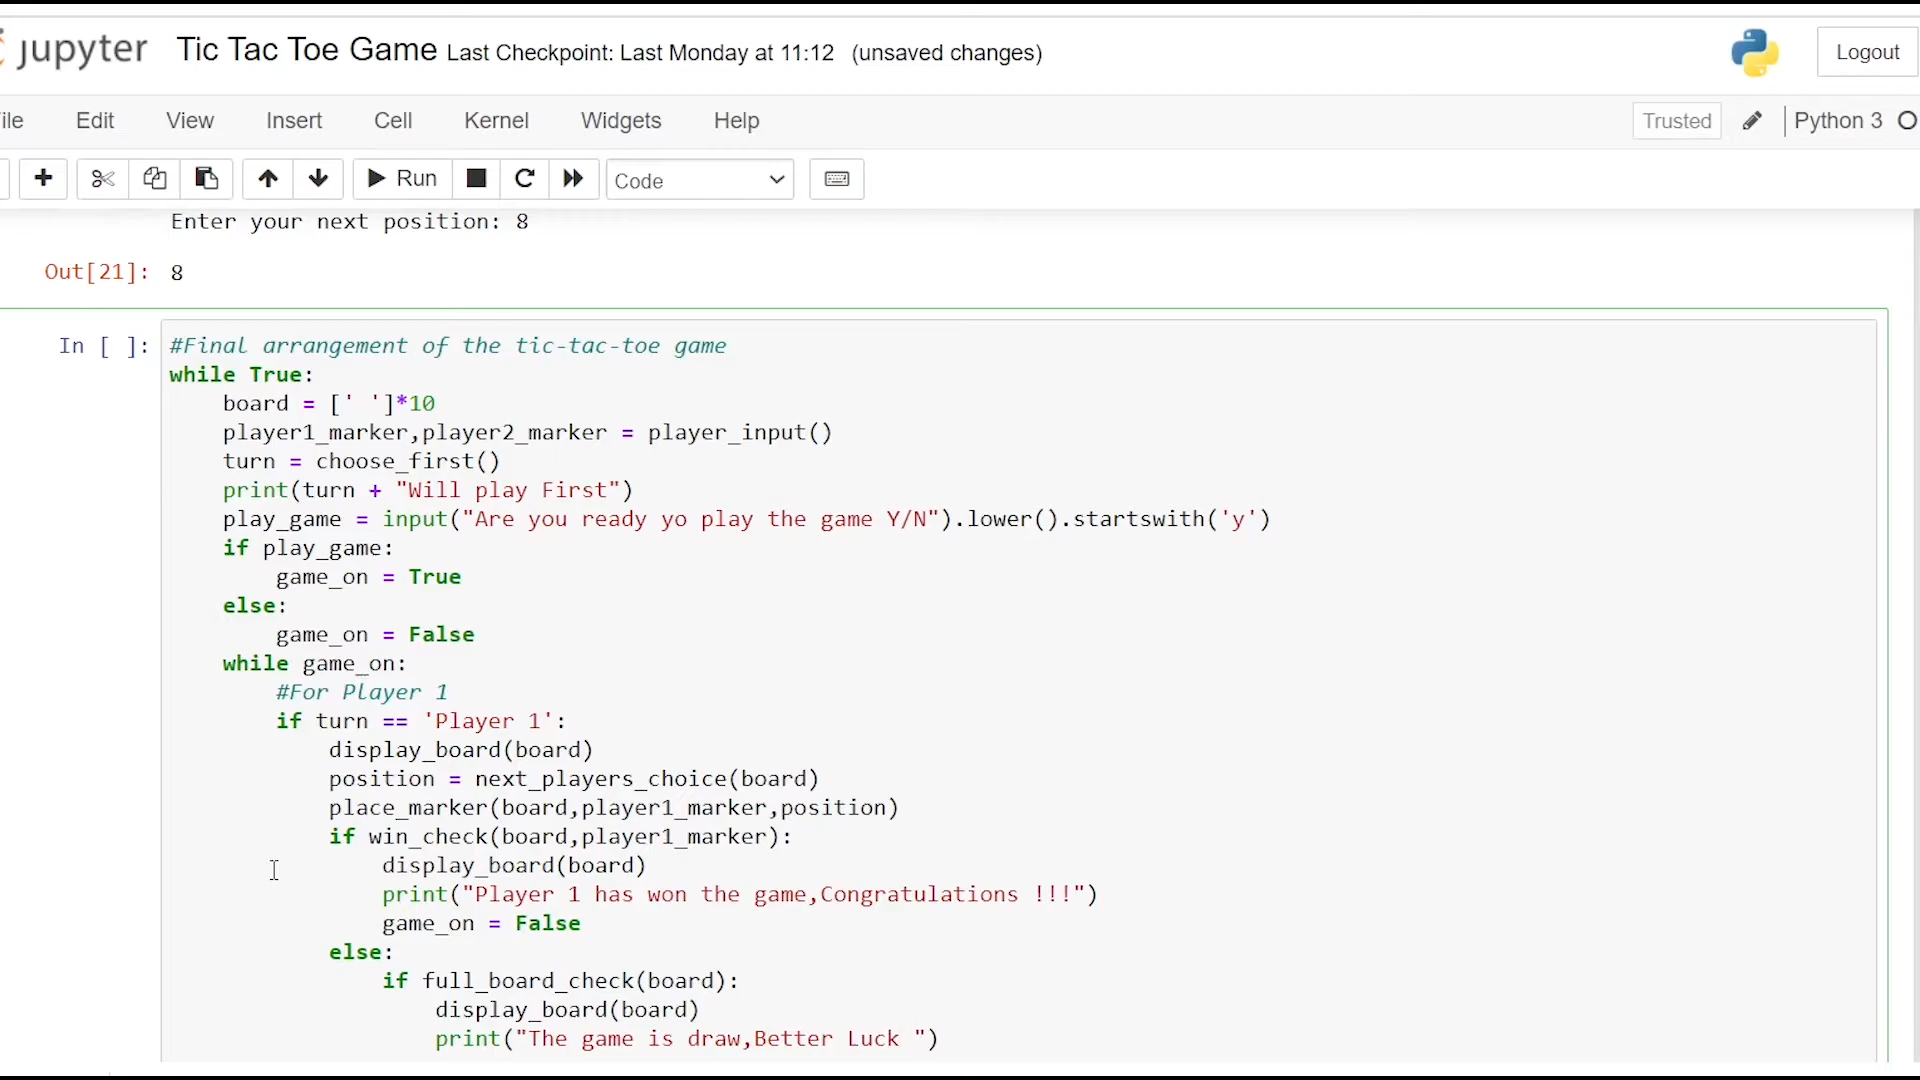 jupyter Tic Tac Toe Game Last Checkpoint: Last Monday at 11:12 (unsaved changes) Logout
ile Edit View Insert Cell Kernel Widgets Help Trusted Python 3
Run Code
Enter your next position: 8
Out[21]: 8
In [ ]: #Final arrangement of the tic-tac-toe game
while True:
    board = [' ']*10
    player1_marker,player2_marker = player_input()
    turn = choose_first()
    print(turn + "Will play First")
    play_game = input("Are you ready yo play the game Y/N").lower().startswith('y')
    if play_game:
        game_on = True
    else:
        game_on = False
    while game_on:
        #For Player 1
        if turn == 'Player 1':
            display_board(board)
            position = next_players_choice(board)
            place_marker(board,player1_marker,position)
            if win_check(board,player1_marker):
                display_board(board)
                print("Player 1 has won the game,Congratulations !!!")
                game_on = False
            else:
                if full_board_check(board):
                    display_board(board)
                    print("The game is draw,Better Luck ")